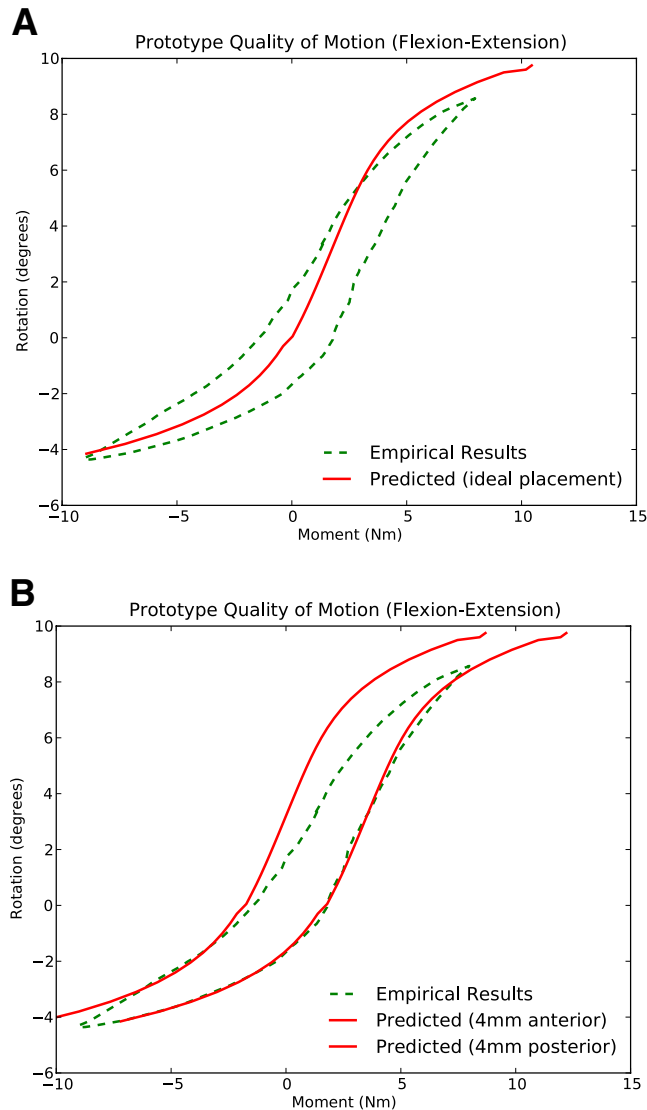 A
Prototype Quality of Motion (Flexion-Extension)
10
8
6
4
2
0
−2
−4
−6
Rotation (degrees)
Empirical Results
Predicted (ideal placement)
−10 −5 0 5 10 15
Moment (Nm)
B
Prototype Quality of Motion (Flexion-Extension)
10
8
6
4
2
0
−2
−4
−6
Rotation (degrees)
Empirical Results
Predicted (4mm anterior)
Predicted (4mm posterior)
−10 −5 0 5 10 15
Moment (Nm)